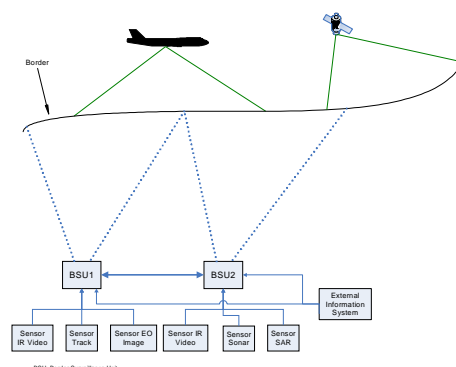 Border
BSU1
BSU2
External
Information
System
Sensor
IR Video
Sensor
Track
Sensor EO
Image
Sensor IR
Video
Sensor
Sonar
Sensor
SAR